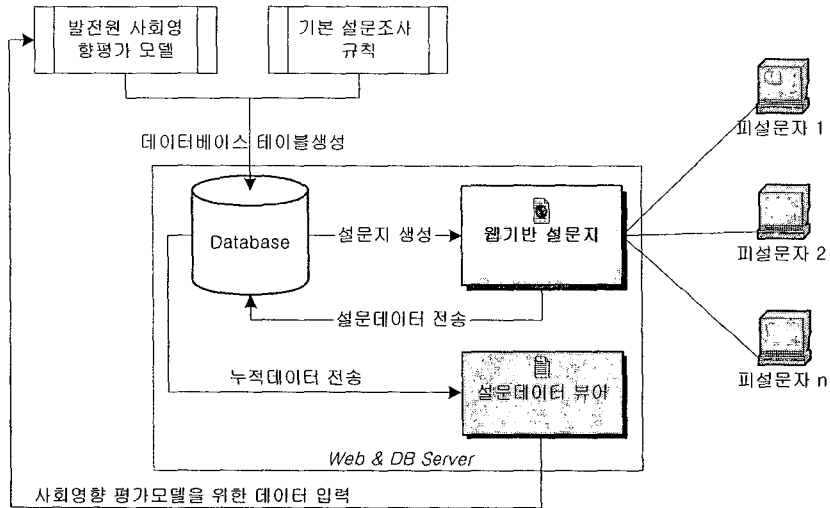 발전원 사회영
향평가 모델
기본 설문조사
규칙
피설문자 1
데이터베이스 테이블생성
Database
설문지 생성
웹기반 설문지
피설문자 2
설문데이터 전송
누적데이터 전송
설문데이터 뷰어
피설문자 n
Web & DB Server
사회영향 평가모델을 위한 데이터 입력